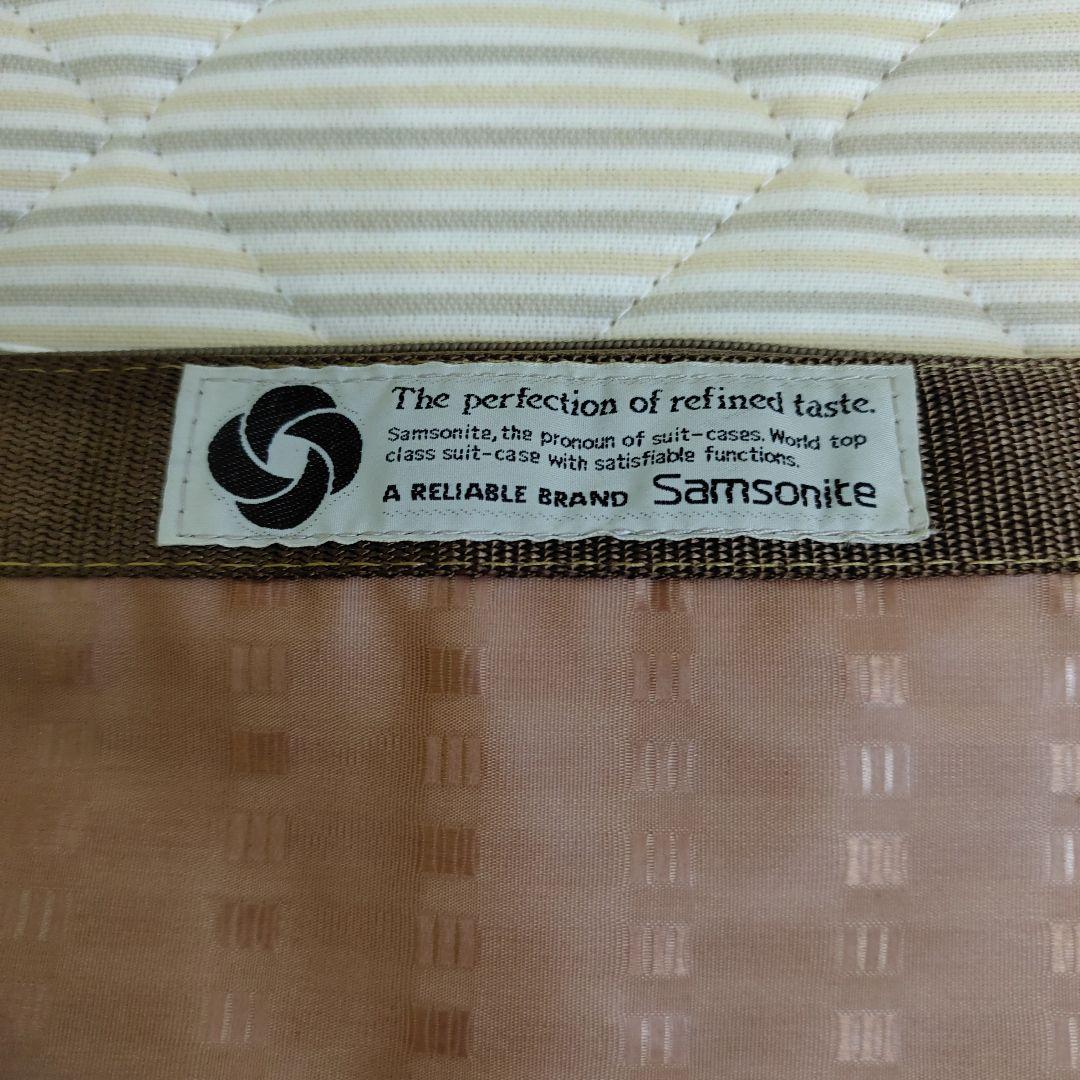 The perfection of refined taste.
Samsonite, the pronoun of suit-cases. World top
class suit-case with satisfiable functions.
A RELIABLE BRAND Samsonite